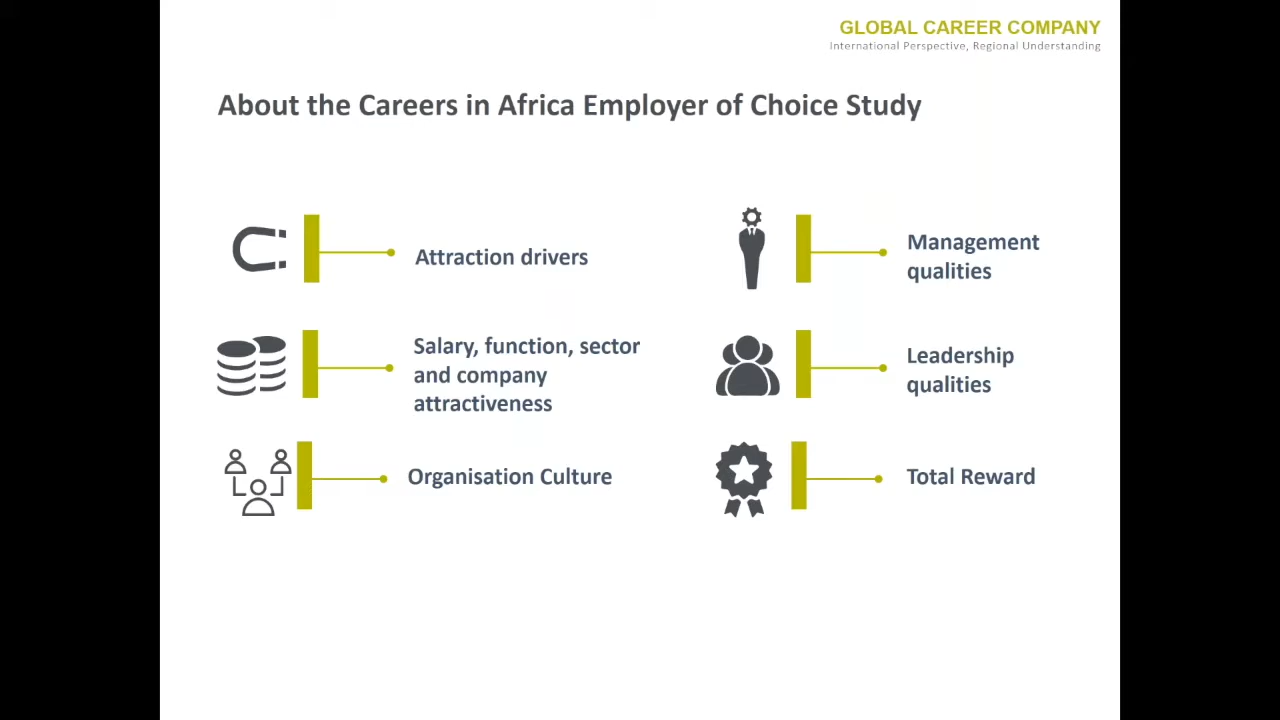 GLOBAL CAREER COMPANY
International Perspective, Regional Understanding
About the Careers in Africa Employer of Choice Study
Attraction drivers
Salary, function, sector
and company
attractiveness
Organisation Culture
Management
qualities
Leadership
qualities
Total Reward